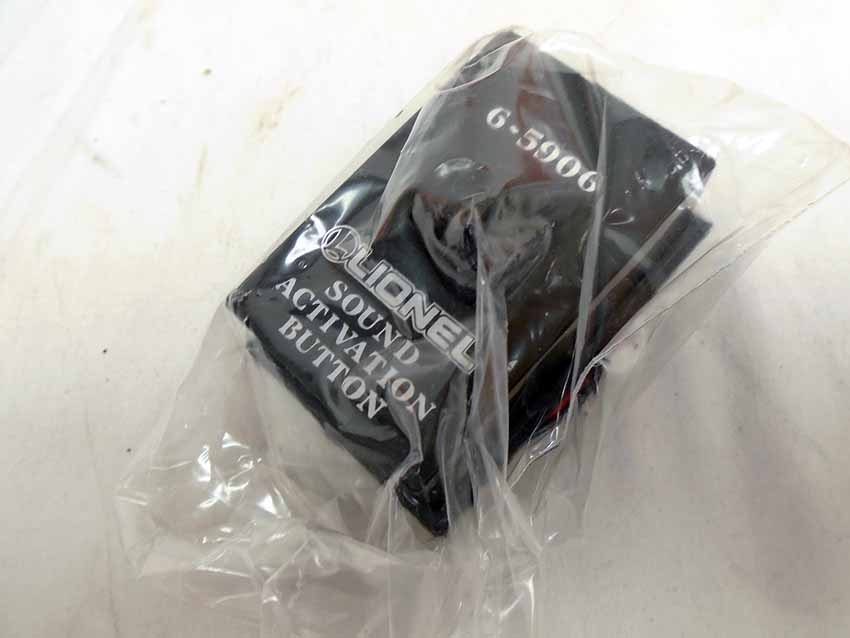 6-5906
LIONEL
SOUND
ACTIVATION
BUTTON